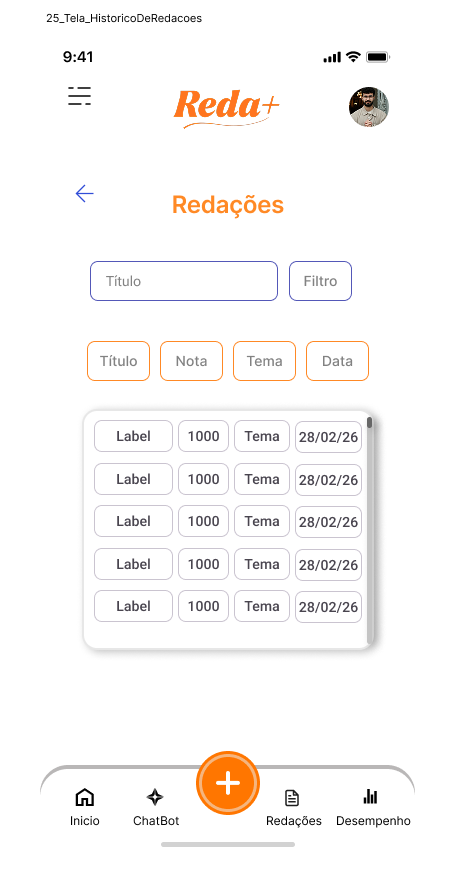 25_Tela_HistoricoDeRedacoes
9:41
Reda+
Redações
Título
Filtro
Título Nota Tema Data
Label 1000 Tema 28/02/26
Label 1000 Tema 28/02/26
Label 1000 Tema 28/02/26
Label 1000 Tema 28/02/26
Label 1000 Tema 28/02/26
Inicio ChatBot Redações Desempenho